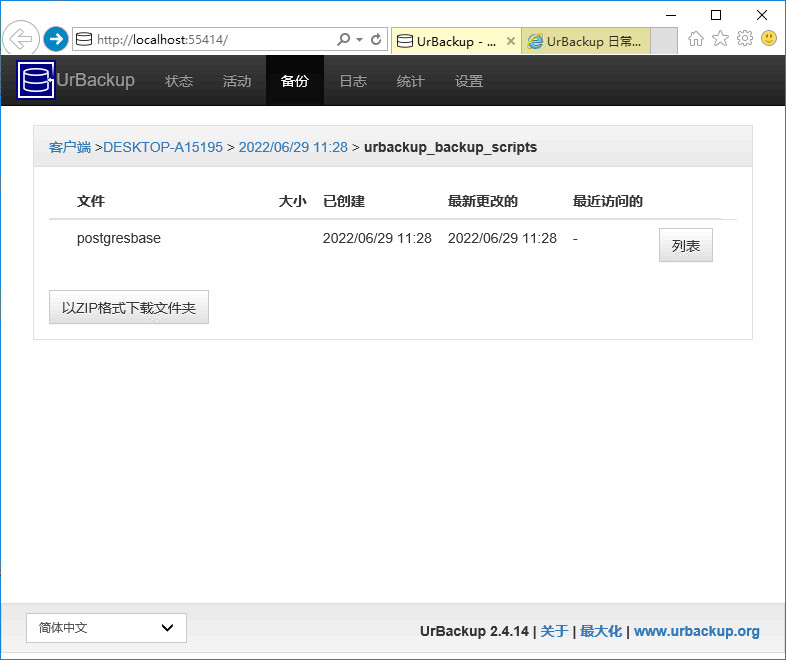 http://localhost:55414/
UrBackup - ...
UrBackup 日常...
UrBackup 状态 活动 备份 日志 统计 设置
客户端 >DESKTOP-A15195 > 2022/06/29 11:28 > urbackup_backup_scripts
文件 大小 已创建 最新更改的 最近访问的
postgresbase 2022/06/29 11:28 2022/06/29 11:28 - 列表
以ZIP格式下载文件夹
简体中文
UrBackup 2.4.14 | 关于 | 最大化 | www.urbackup.org